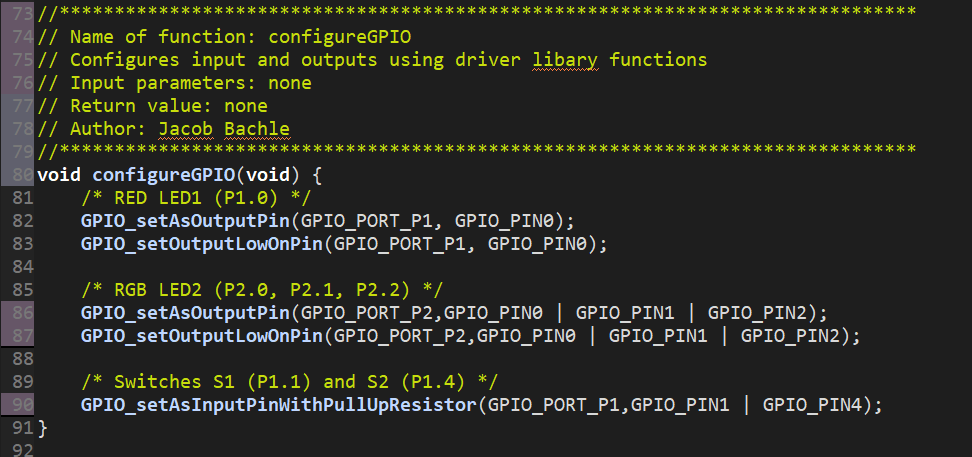 73 //******************************************************************************
74 // Name of function: configureGPIO
75 // Configures input and outputs using driver libary functions
76 // Input parameters: none
77 // Return value: none
78 // Author: Jacob Bachle
79 //******************************************************************************
80 void configureGPIO(void) {
81     /* RED LED1 (P1.0) */
82     GPIO_setAsOutputPin(GPIO_PORT_P1, GPIO_PIN0);
83     GPIO_setOutputLowOnPin(GPIO_PORT_P1, GPIO_PIN0);
84
85     /* RGB LED2 (P2.0, P2.1, P2.2) */
86     GPIO_setAsOutputPin(GPIO_PORT_P2,GPIO_PIN0 | GPIO_PIN1 | GPIO_PIN2);
87     GPIO_setOutputLowOnPin(GPIO_PORT_P2,GPIO_PIN0 | GPIO_PIN1 | GPIO_PIN2);
88
89     /* Switches S1 (P1.1) and S2 (P1.4) */
90     GPIO_setAsInputPinWithPullUpResistor(GPIO_PORT_P1,GPIO_PIN1 | GPIO_PIN4);
91 }
92